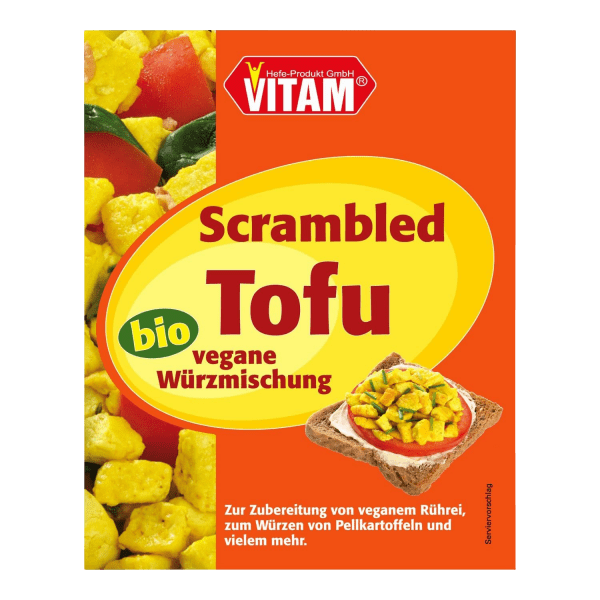 Hefe-Produkt GmbH
VITAM®
Scrambled
Tofu
bio
vegane
Würzmischung
Zur Zubereitung von veganem Rührei,
zum Würzen von Pellkartoffeln und
vielem mehr.
Serviervorschlag